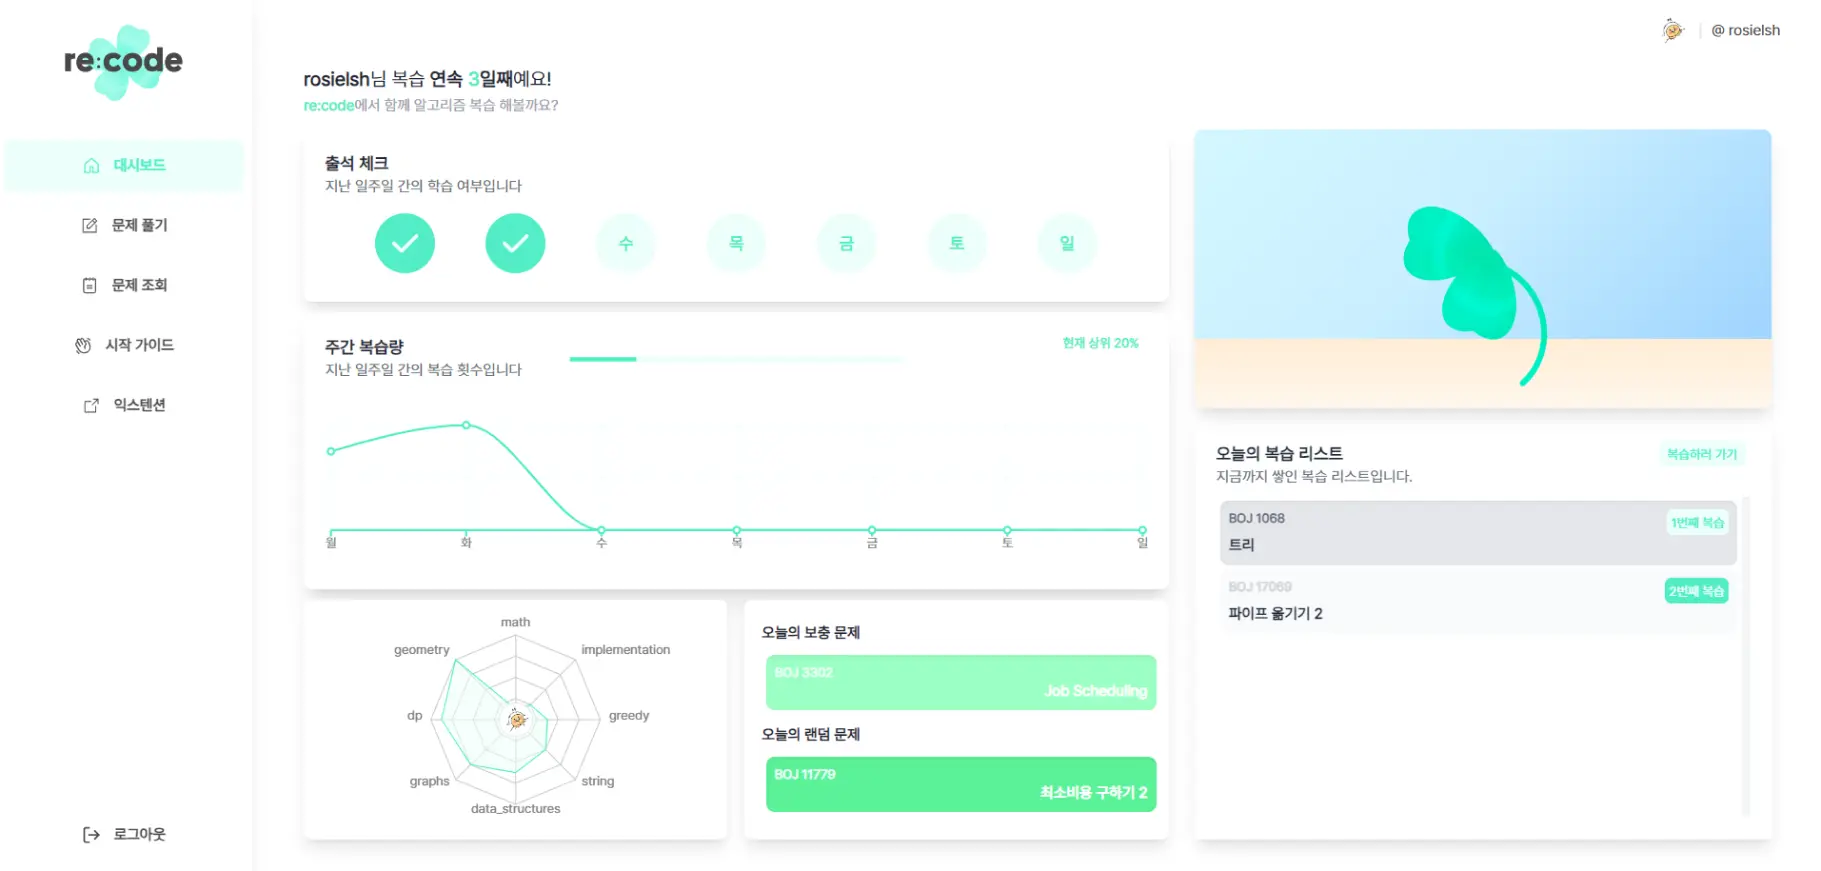 re:code
@ rosielsh
대시보드
문제 풀기
문제 조회
시작 가이드
익스텐션
로그아웃
rosielsh님 복습 연속 3일째예요!
re:code에서 함께 알고리즘 복습 해볼까요?
출석 체크
지난 일주일 간의 학습 여부입니다
수 목 금 토 일
주간 복습량
지난 일주일 간의 복습 횟수입니다
현재 상위 20%
월 화 수 목 금 토 일
math
geometry
implementation
dp
greedy
graphs
string
data_structures
오늘의 보충 문제
BOJ 3302
Job Scheduling
오늘의 랜덤 문제
BOJ 11779
최소비용 구하기 2
오늘의 복습 리스트
복습하러 가기
지금까지 쌓인 복습 리스트입니다.
BOJ 1068
1번째 복습
트리
BOJ 17069
2번째 복습
파이프 옮기기 2